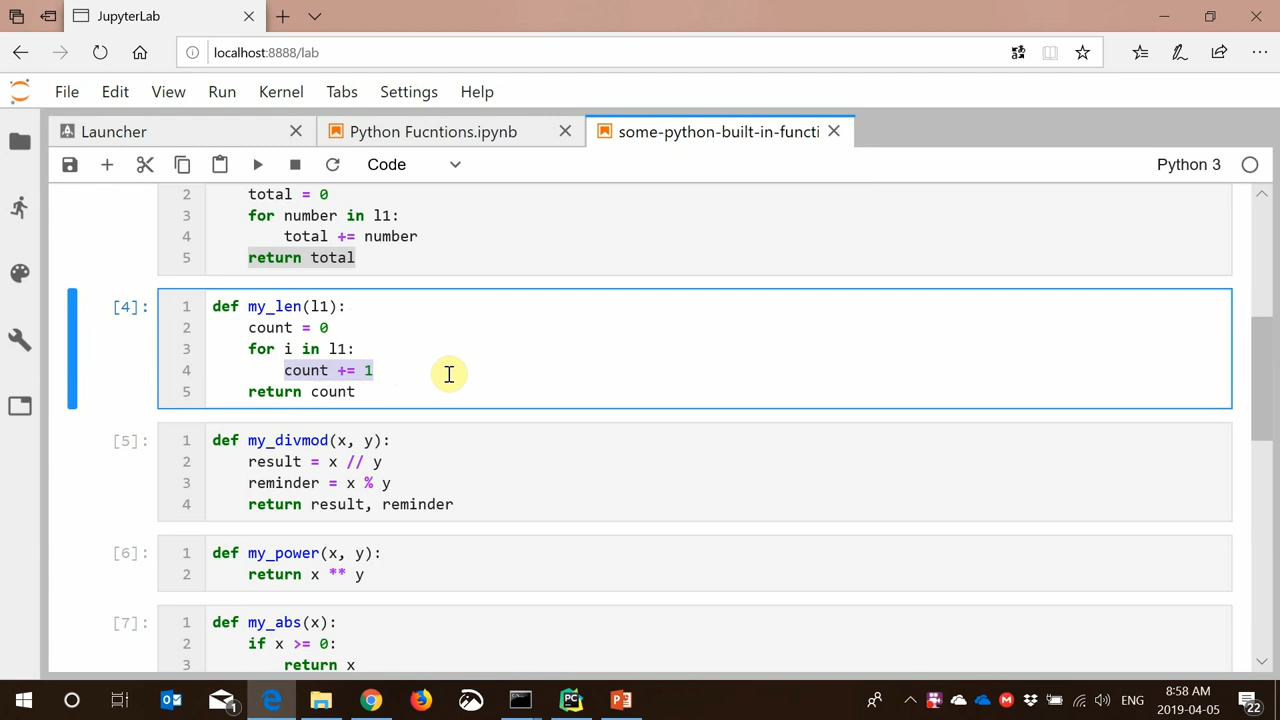 JupyterLab
localhost:8888/lab
File Edit View Run Kernel Tabs Settings Help
Launcher
Python Fucntions.ipynb
some-python-built-in-functi
Code
Python 3
2 total = 0
3 for number in l1:
4 total += number
5 return total
[4]:
1 def my_len(l1):
2 count = 0
3 for i in l1:
4 count += 1
5 return count
[5]:
1 def my_divmod(x, y):
2 result = x // y
3 reminder = x % y
4 return result, reminder
[6]:
1 def my_power(x, y):
2 return x ** y
[7]:
1 def my_abs(x):
2 if x >= 0:
3 return x
1
PC
ENG
8:58 AM
2019-04-05
22